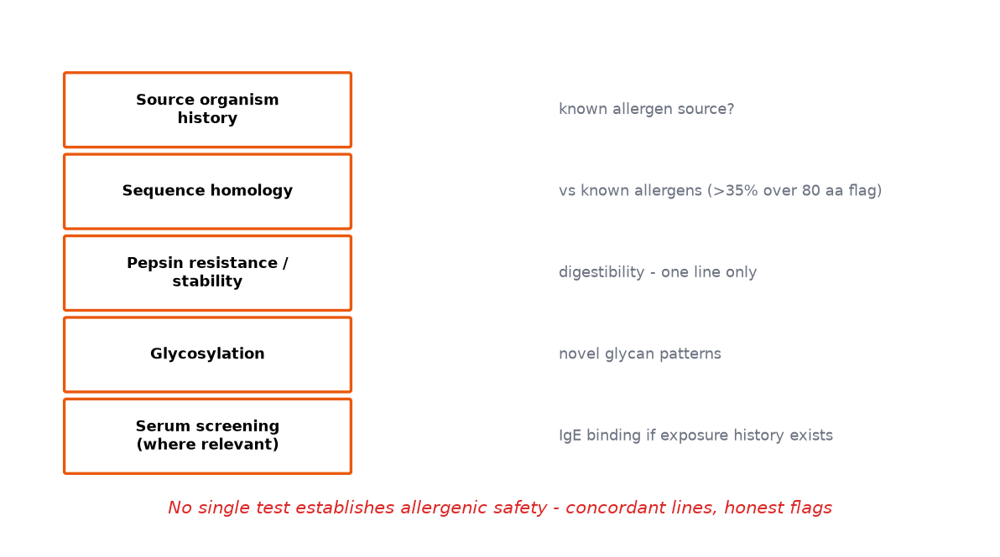 Source organism
history
known allergen source?
Sequence homology
vs known allergens (>35% over 80 aa flag)
Pepsin resistance /
stability
digestibility - one line only
Glycosylation
novel glycan patterns
Serum screening
(where relevant)
IgE binding if exposure history exists
No single test establishes allergenic safety - concordant lines, honest flags